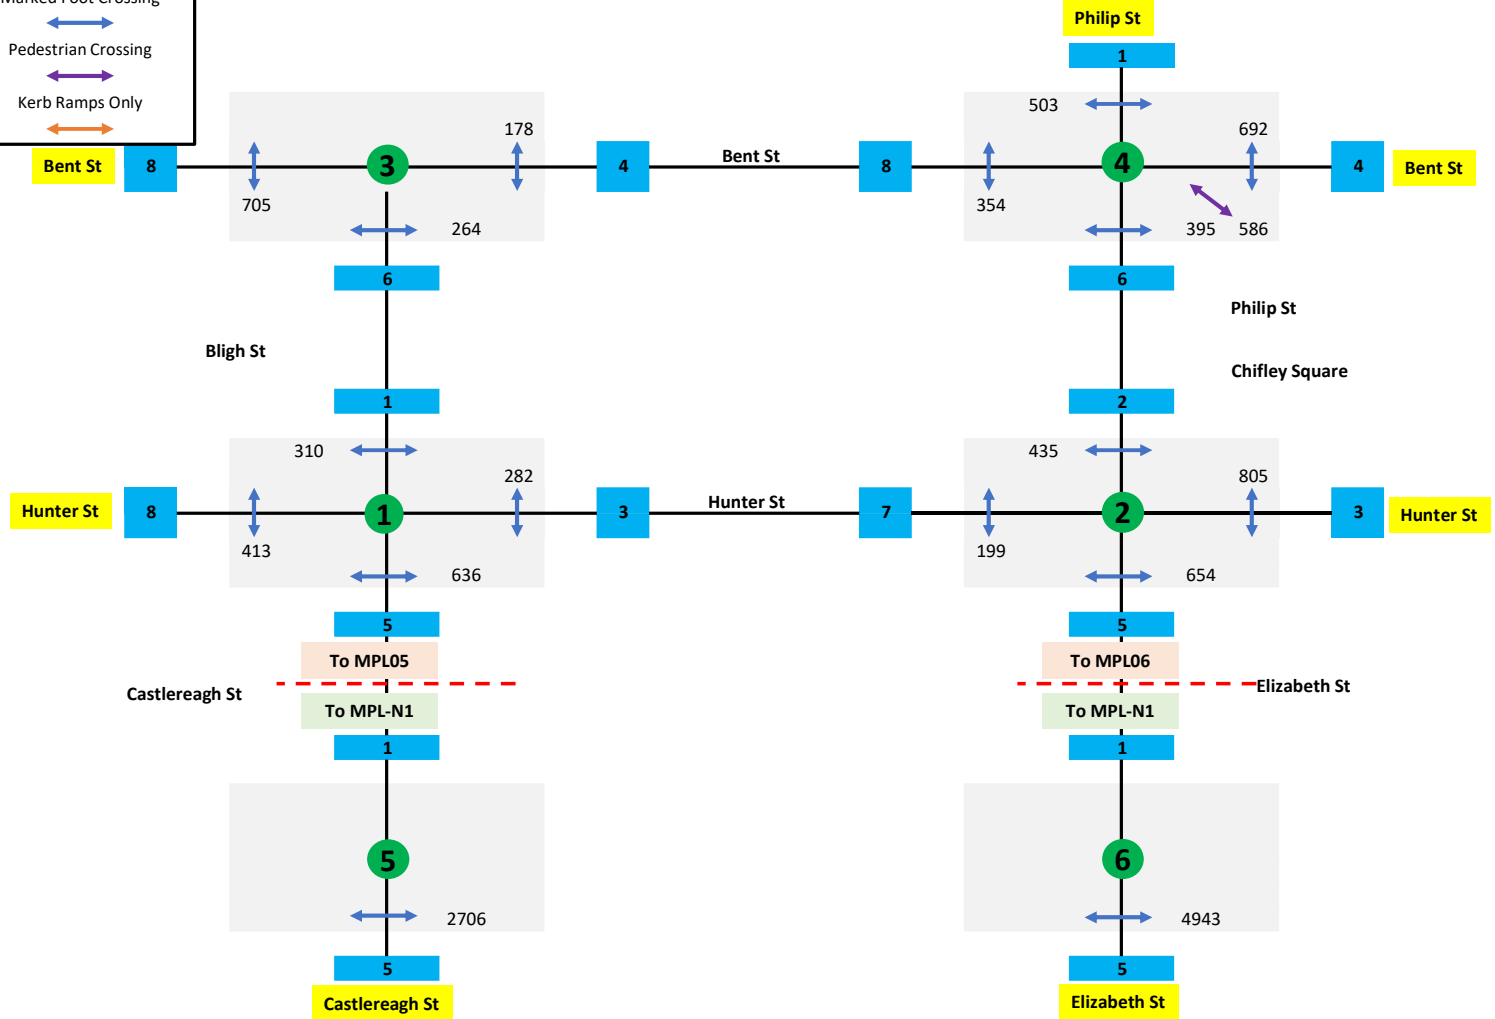 Marked Foot Crossing
Pedestrian Crossing
Kerb Ramps Only
Philip St
1
503
178
692
Bent St
8
3
4
Bent St
8
4
4
Bent St
705
354
264
395
586
6
6
Philip St
Bligh St
Chifley Square
1
2
310
435
282
805
Hunter St
8
1
3
Hunter St
7
2
3
Hunter St
413
199
636
654
5
5
To MPL05
To MPL06
Castlereagh St
Elizabeth St
To MPL-N1
To MPL-N1
1
1
5
6
2706
4943
5
5
Castlereagh St
Elizabeth St